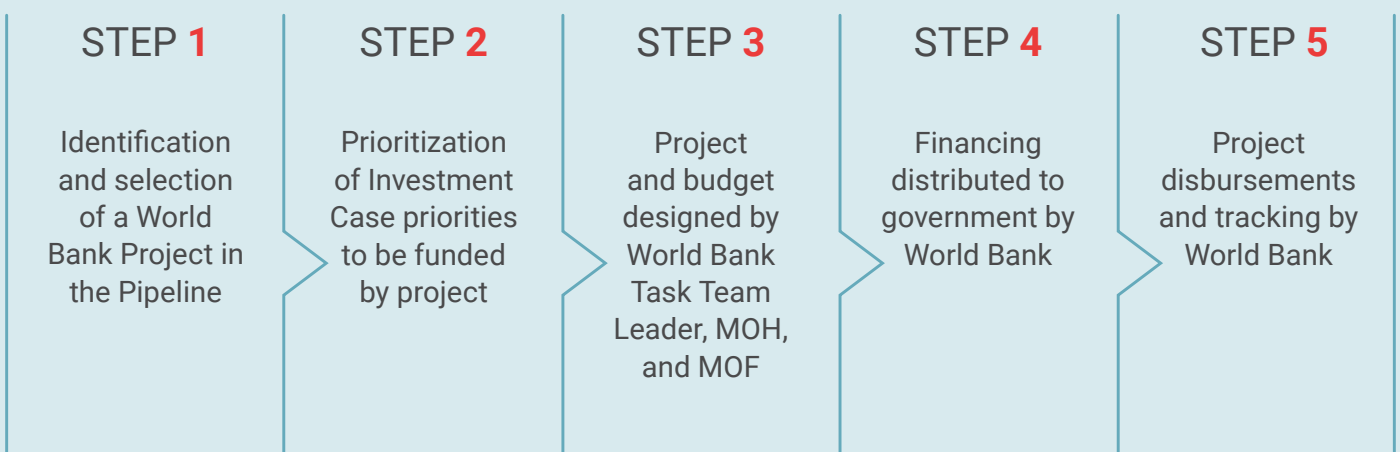 STEP 1
Identification
and selection
of a World
Bank Project in
the Pipeline
STEP 2
Prioritization
of Investment
Case priorities
to be funded
by project
STEP 3
Project
and budget
designed by
World Bank
Task Team
Leader, MOH,
and MOF
STEP 4
Financing
distributed to
government by
World Bank
STEP 5
Project
disbursements
and tracking by
World Bank